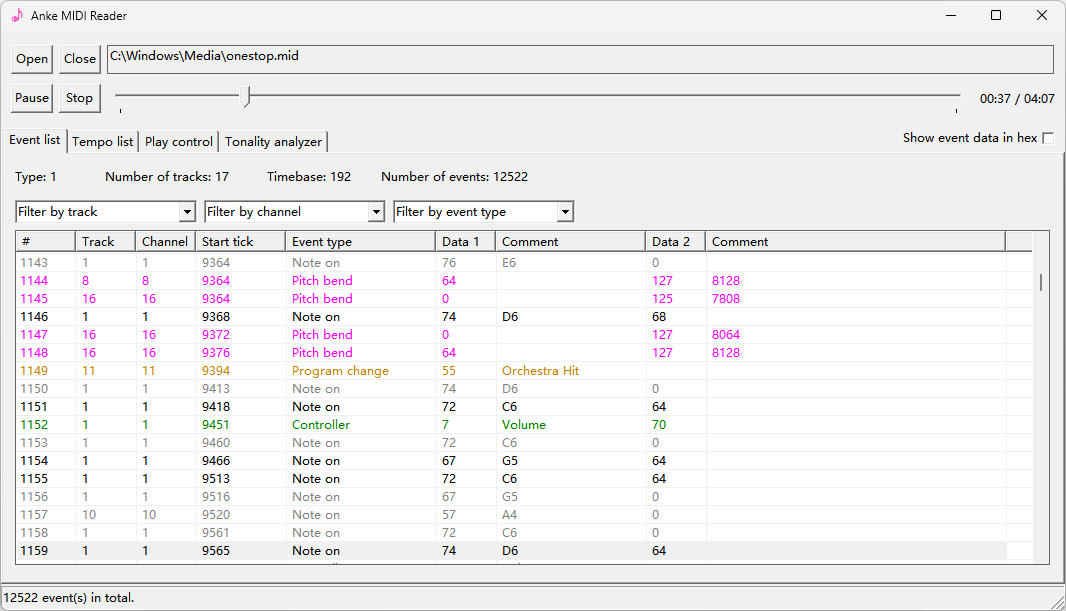 Anke MIDI Reader
Open Close C:\Windows\Media\onestop.mid
Pause Stop 00:37 / 04:07
Event list Tempo list Play control Tonality analyzer Show event data in hex
Type: 1 Number of tracks: 17 Timebase: 192 Number of events: 12522
Filter by track Filter by channel Filter by event type
# Track Channel Start tick Event type Data 1 Comment Data 2 Comment
1143 1 1 9364 Note on 76 E6 0
1144 8 8 9364 Pitch bend 64 127 8128
1145 16 16 9364 Pitch bend 0 125 7808
1146 1 1 9368 Note on 74 D6 68
1147 16 16 9372 Pitch bend 0 127 8064
1148 16 16 9376 Pitch bend 64 127 8128
1149 11 11 9394 Program change 55 Orchestra Hit
1150 1 1 9413 Note on 74 D6 0
1151 1 1 9418 Note on 72 C6 64
1152 1 1 9451 Controller 7 Volume 70
1153 1 1 9460 Note on 72 C6 0
1154 1 1 9466 Note on 67 G5 64
1155 1 1 9513 Note on 72 C6 64
1156 1 1 9516 Note on 67 G5 0
1157 10 10 9520 Note on 57 A4 0
1158 1 1 9561 Note on 72 C6 0
1159 1 1 9565 Note on 74 D6 64
12522 event(s) in total.